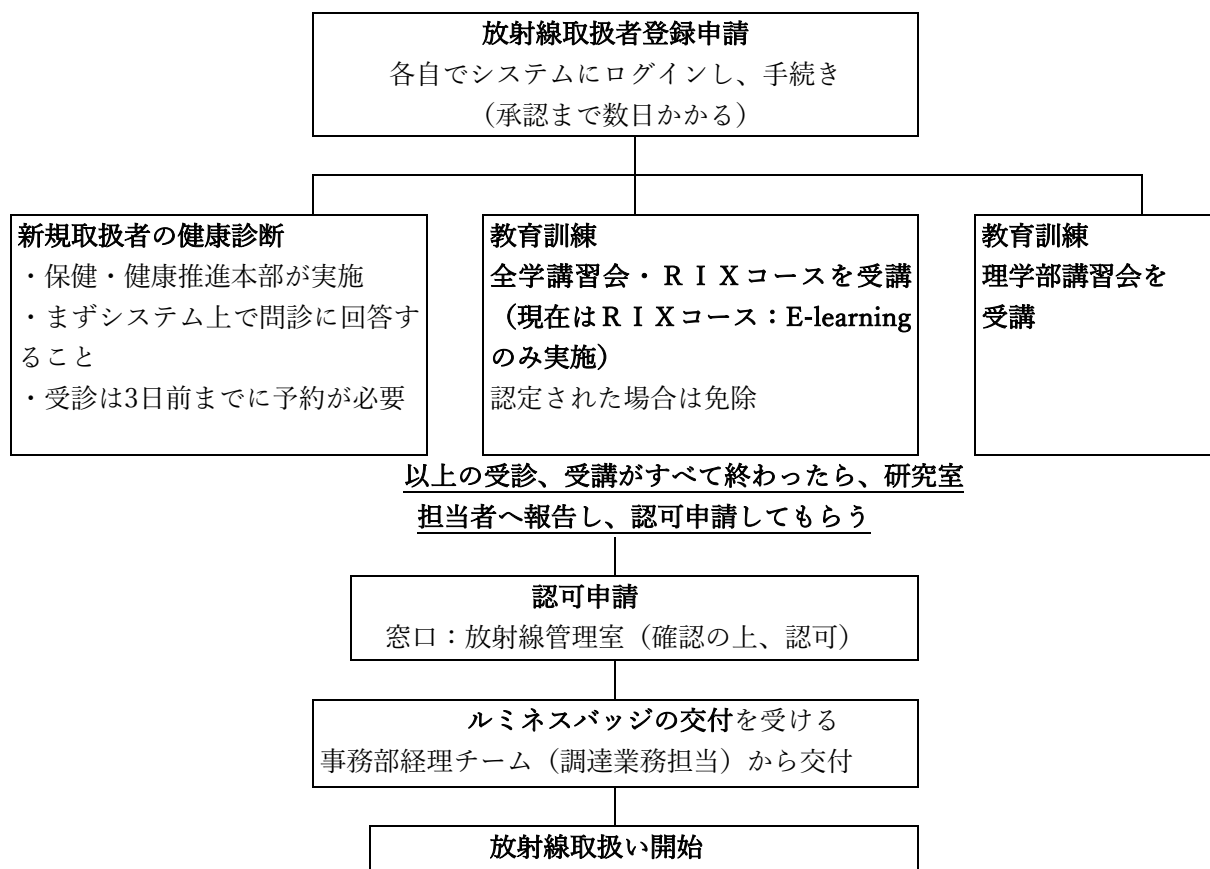 放射線取扱者登録申請
各自でシステムにログインし、手続き
（承認まで数日かかる）
新規取扱者の健康診断
・保健・健康推進本部が実施
・まずシステム上で問診に回答す
ること
・受診は3日前までに予約が必要
教育訓練
全学講習会・ＲＩＸコースを受講
（現在はＲＩＸコース：E-learning
のみ実施）
認定された場合は免除
教育訓練
理学部講習会を
受講
以上の受診、受講がすべて終わったら、研究室
担当者へ報告し、認可申請してもらう
認可申請
窓口：放射線管理室（確認の上、認可）
ルミネスバッジの交付を受ける
事務部経理チーム（調達業務担当）から交付
放射線取扱い開始